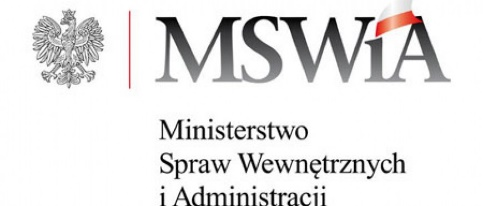 MSWiA
Ministerstwo
Spraw Wewnętrznych
i Administracji